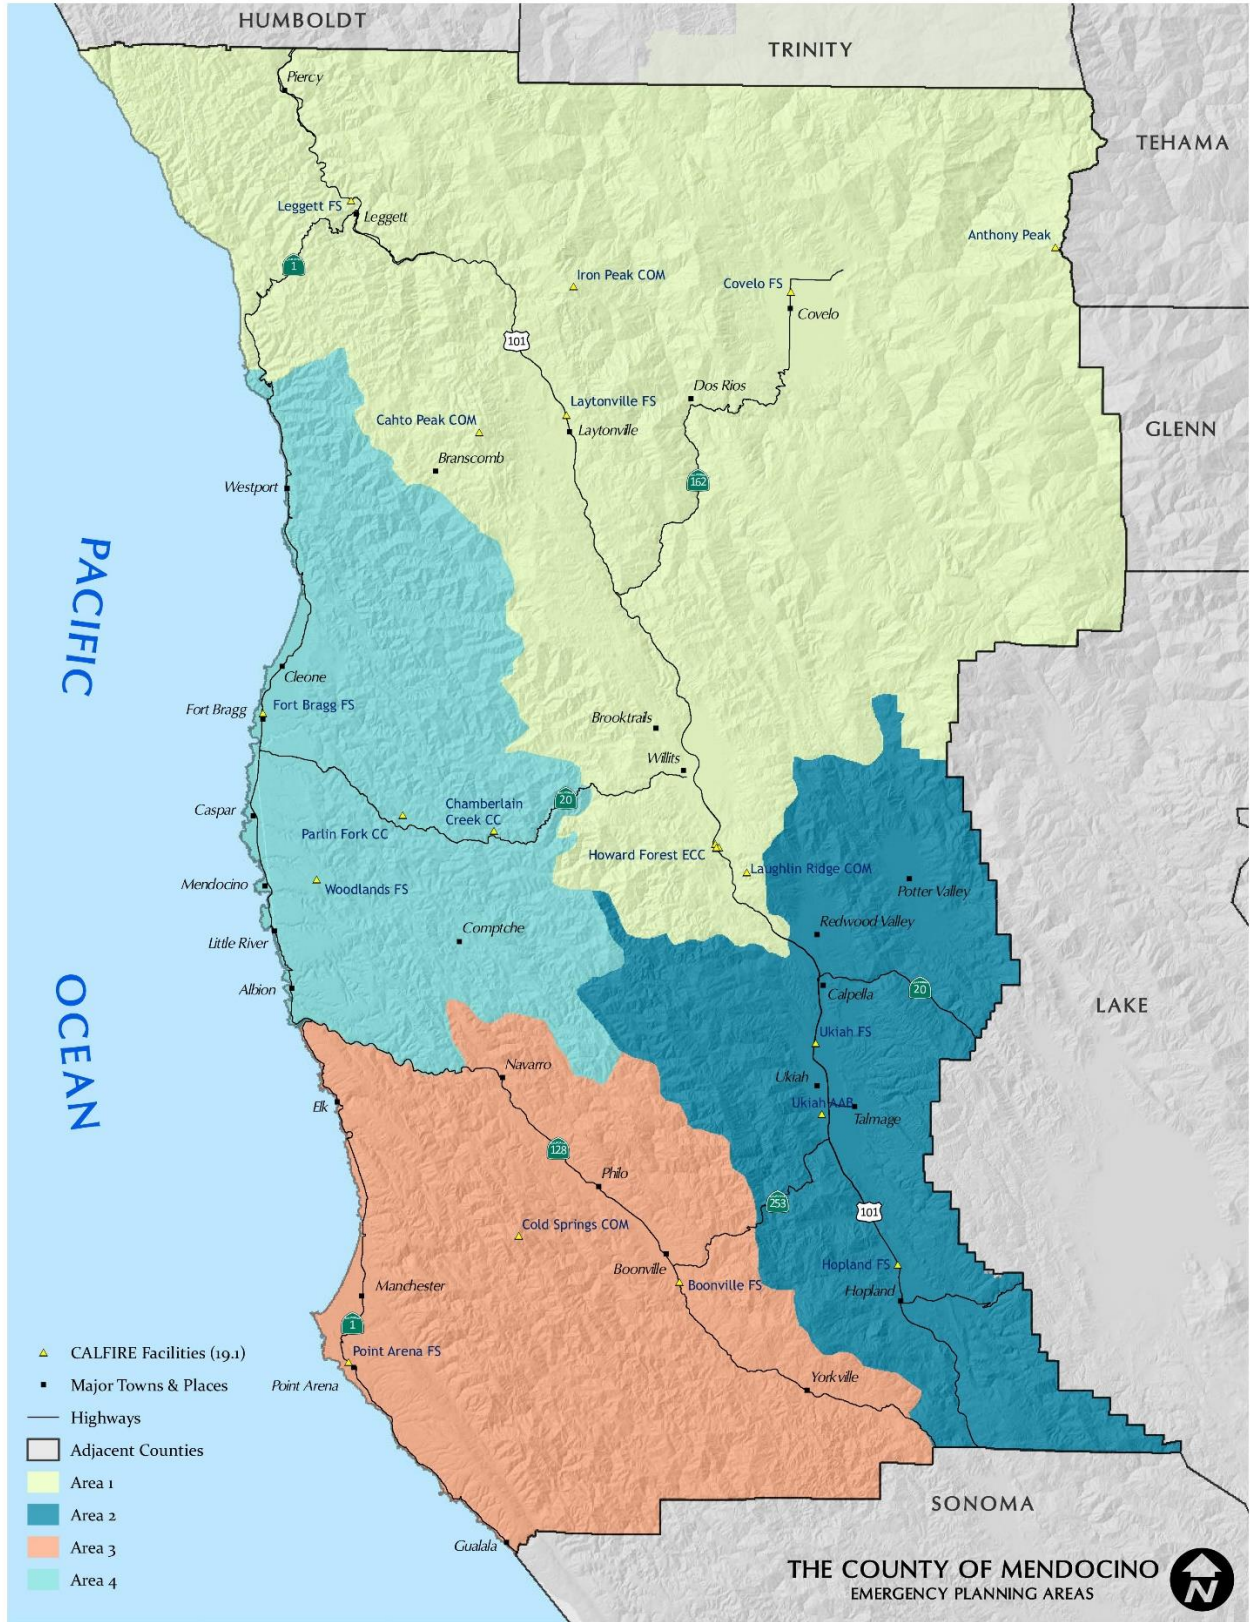 HUMBOLDT
TRINITY
Piercy
TEHAMA
Leggett FS
Leggett
Anthony Peak
1
Iron Peak COM
Covelo FS
Covelo
101
Dos Rios
Laytonville FS
Cahto Peak COM
Laytonville
GLENN
Branscomb
162
Westport
PACIFIC
Cleone
Fort Bragg
Fort Bragg FS
Brooktrails
Willits
20
Chamberlain
Creek CC
Caspar
Parlin Fork CC
Howard Forest ECC
Laughlin Ridge COM
Mendocino
Woodlands FS
Potter Valley
Redwood Valley
Comptche
Little River
Albion
Calpella
20
LAKE
OCEAN
Ukiah FS
Navarro
Ukiah
Ukiah AAB
Talmage
Elk
128
Philo
253
101
Cold Springs COM
Boonville
Hopland FS
Boonville FS
Manchester
Hopland
1
Point Arena FS
Point Arena
Yorkville
CALFIRE Facilities (19.1)
Major Towns & Places
Highways
Adjacent Counties
Area 1
Area 2
Area 3
Area 4
SONOMA
Gualala
THE COUNTY OF MENDOCINO
EMERGENCY PLANNING AREAS
N